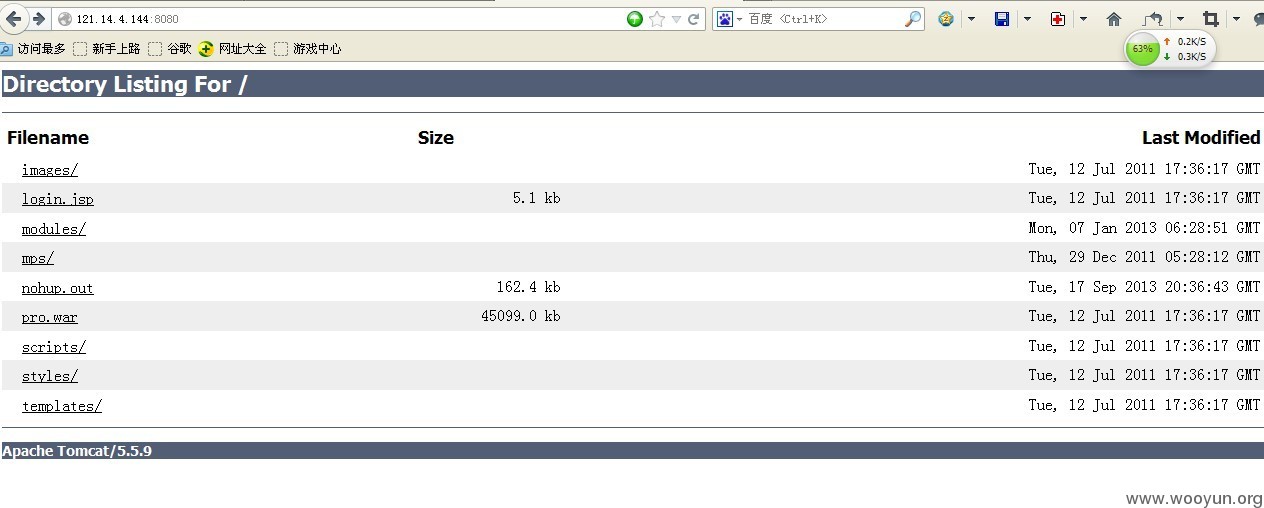 121.14.4.144:8080
百度 <Ctrl+K>
访问最多 新手上路 谷歌 网址大全 游戏中心
63% 0.2K/S
0.3K/S
Directory Listing For /
Filename Size Last Modified
images/ Tue, 12 Jul 2011 17:36:17 GMT
login.jsp 5.1 kb Tue, 12 Jul 2011 17:36:17 GMT
modules/ Mon, 07 Jan 2013 06:28:51 GMT
mps/ Thu, 29 Dec 2011 05:28:12 GMT
nohup.out 162.4 kb Tue, 17 Sep 2013 20:36:43 GMT
pro.war 45099.0 kb Tue, 12 Jul 2011 17:36:17 GMT
scripts/ Tue, 12 Jul 2011 17:36:17 GMT
styles/ Tue, 12 Jul 2011 17:36:17 GMT
templates/ Tue, 12 Jul 2011 17:36:17 GMT
Apache Tomcat/5.5.9
www.wooyun.org